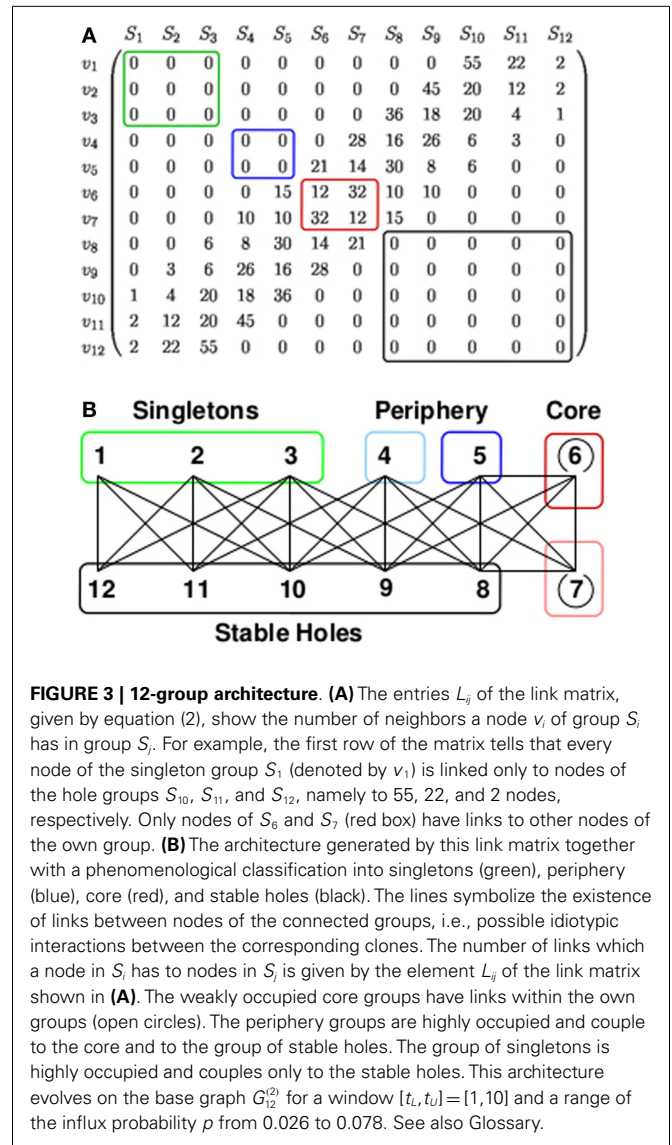 A S₁ S₂ S₃ S₄ S₅ S₆ S₇ S₈ S₉ S₁₀ S₁₁ S₁₂
v₁ 0 0 0 0 0 0 0 0 0 55 22 2
v₂ 0 0 0 0 0 0 0 0 45 20 12 2
v₃ 0 0 0 0 0 0 0 36 18 20 4 1
v₄ 0 0 0 0 0 0 28 16 26 6 3 0
v₅ 0 0 0 0 0 21 14 30 8 6 0 0
v₆ 0 0 0 0 15 12 32 10 10 0 0 0
v₇ 0 0 0 10 10 32 12 15 0 0 0 0
v₈ 0 0 6 8 30 14 21 0 0 0 0 0
v₉ 0 3 6 26 16 28 0 0 0 0 0 0
v₁₀ 1 4 20 18 36 0 0 0 0 0 0 0
v₁₁ 2 12 20 45 0 0 0 0 0 0 0 0
v₁₂ 2 22 55 0 0 0 0 0 0 0 0 0
B Singletons Periphery Core
1 2 3 4 5 6
12 11 10 9 8 7
Stable Holes
FIGURE 3 | 12-group architecture. (A) The entries Lᵢⱼ of the link matrix,
given by equation (2), show the number of neighbors a node vᵢ of group Sᵢ
has in group Sⱼ. For example, the first row of the matrix tells that every
node of the singleton group S₁ (denoted by v₁) is linked only to nodes of
the hole groups S₁₀, S₁₁, and S₁₂, namely to 55, 22, and 2 nodes,
respectively. Only nodes of S₆ and S₇ (red box) have links to other nodes of
the own group. (B) The architecture generated by this link matrix together
with a phenomenological classification into singletons (green), periphery
(blue), core (red), and stable holes (black). The lines symbolize the existence
of links between nodes of the connected groups, i.e., possible idiotypic
interactions between the corresponding clones. The number of links which
a node in Sᵢ has to nodes in Sⱼ is given by the element Lᵢⱼ of the link matrix
shown in (A). The weakly occupied core groups have links within the own
groups (open circles). The periphery groups are highly occupied and couple
to the core and to the group of stable holes. The group of singletons is
highly occupied and couples only to the stable holes. This architecture
evolves on the base graph G₁₂⁽²⁾ for a window [t_L, t_U] = [1,10] and a range of
the influx probability p from 0.026 to 0.078. See also Glossary.